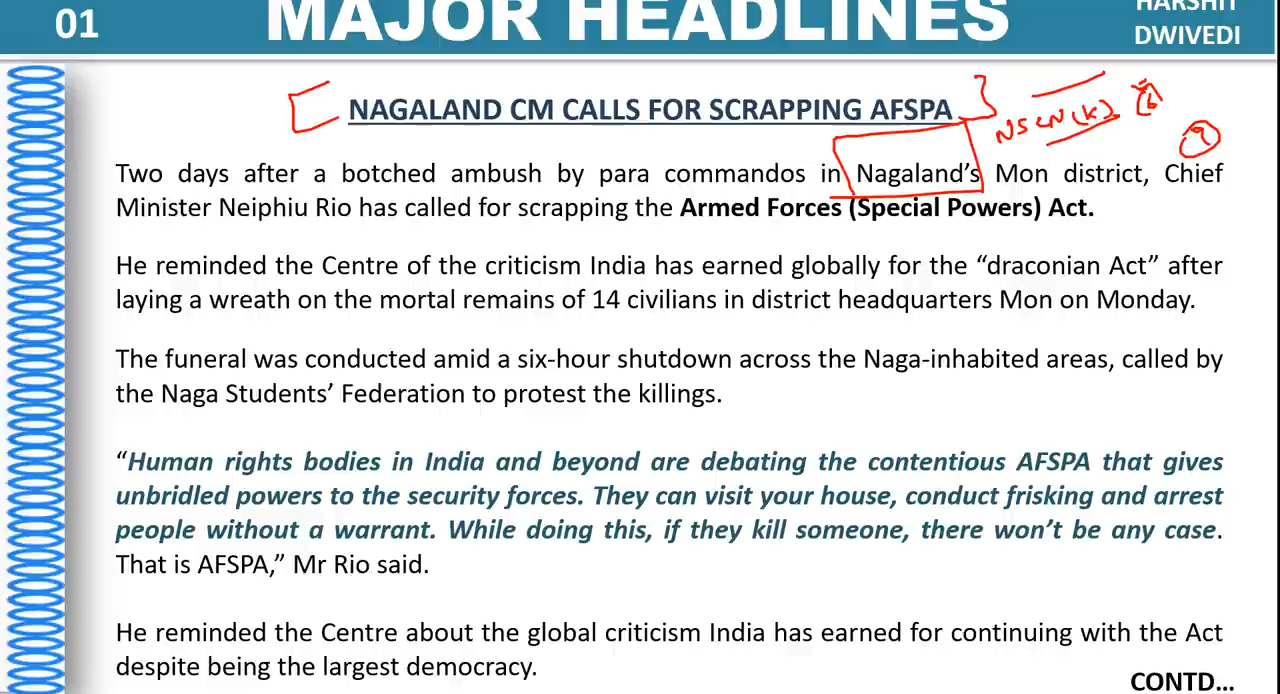 01
MAJOR HEADLINES
HARSHIT
DWIVEDI
NAGALAND CM CALLS FOR SCRAPPING AFSPA
NSCN (K)
Two days after a botched ambush by para commandos in Nagaland's Mon district, Chief
Minister Neiphiu Rio has called for scrapping the Armed Forces (Special Powers) Act.
He reminded the Centre of the criticism India has earned globally for the "draconian Act" after
laying a wreath on the mortal remains of 14 civilians in district headquarters Mon on Monday.
The funeral was conducted amid a six-hour shutdown across the Naga-inhabited areas, called by
the Naga Students' Federation to protest the killings.
"Human rights bodies in India and beyond are debating the contentious AFSPA that gives
unbridled powers to the security forces. They can visit your house, conduct frisking and arrest
people without a warrant. While doing this, if they kill someone, there won't be any case.
That is AFSPA," Mr Rio said.
He reminded the Centre about the global criticism India has earned for continuing with the Act
despite being the largest democracy.
CONTD...